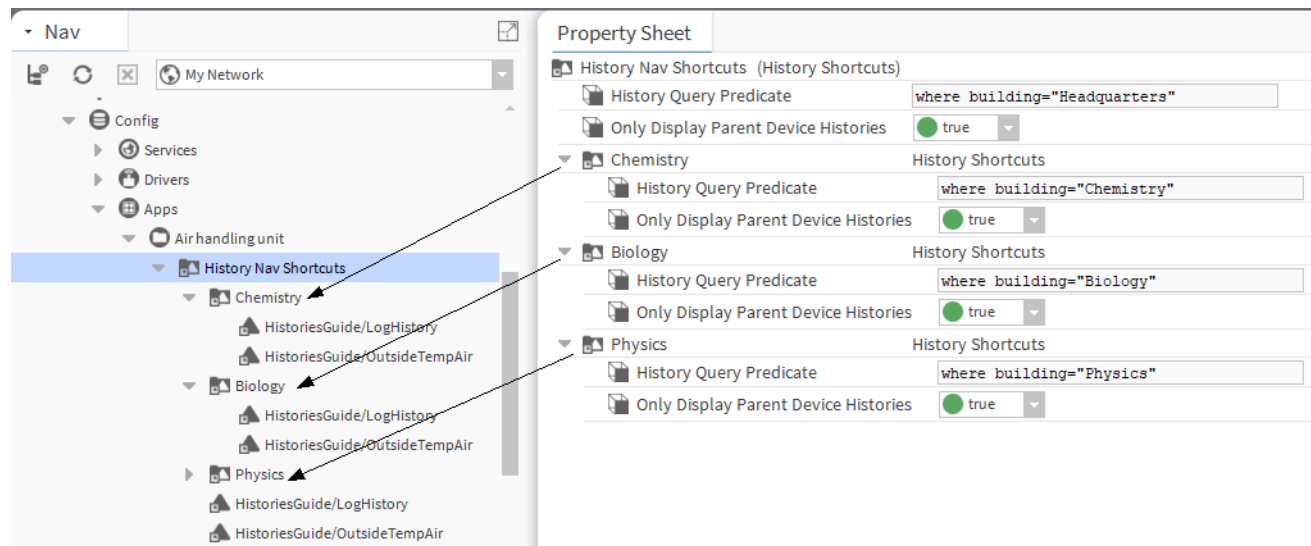 Nav
My Network
Config
Services
Drivers
Apps
Air handling unit
History Nav Shortcuts
Chemistry
HistoriesGuide/LogHistory
HistoriesGuide/OutsideTempAir
Biology
HistoriesGuide/LogHistory
HistoriesGuide/OutsideTempAir
Physics
HistoriesGuide/LogHistory
HistoriesGuide/OutsideTempAir
Property Sheet
History Nav Shortcuts (History Shortcuts)
History Query Predicate where building="Headquarters"
Only Display Parent Device Histories true
Chemistry History Shortcuts
History Query Predicate where building="Chemistry"
Only Display Parent Device Histories true
Biology History Shortcuts
History Query Predicate where building="Biology"
Only Display Parent Device Histories true
Physics History Shortcuts
History Query Predicate where building="Physics"
Only Display Parent Device Histories true